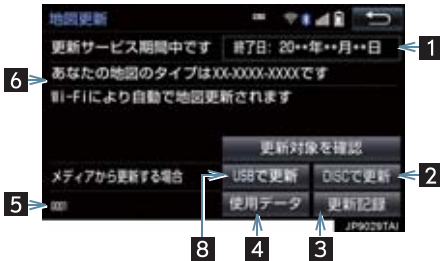 地図更新
更新サービス期間中です 終了日: 20**年**月**日
1
6
あなたの地図のタイプはXX-XXXX-XXXXです
Wi-Fiにより自動で地図更新されます
更新対象を確認
メディアから更新する場合 USBで更新 DISCで更新
2
5
使用データ 更新記録
8
4
3
JP9029TAI